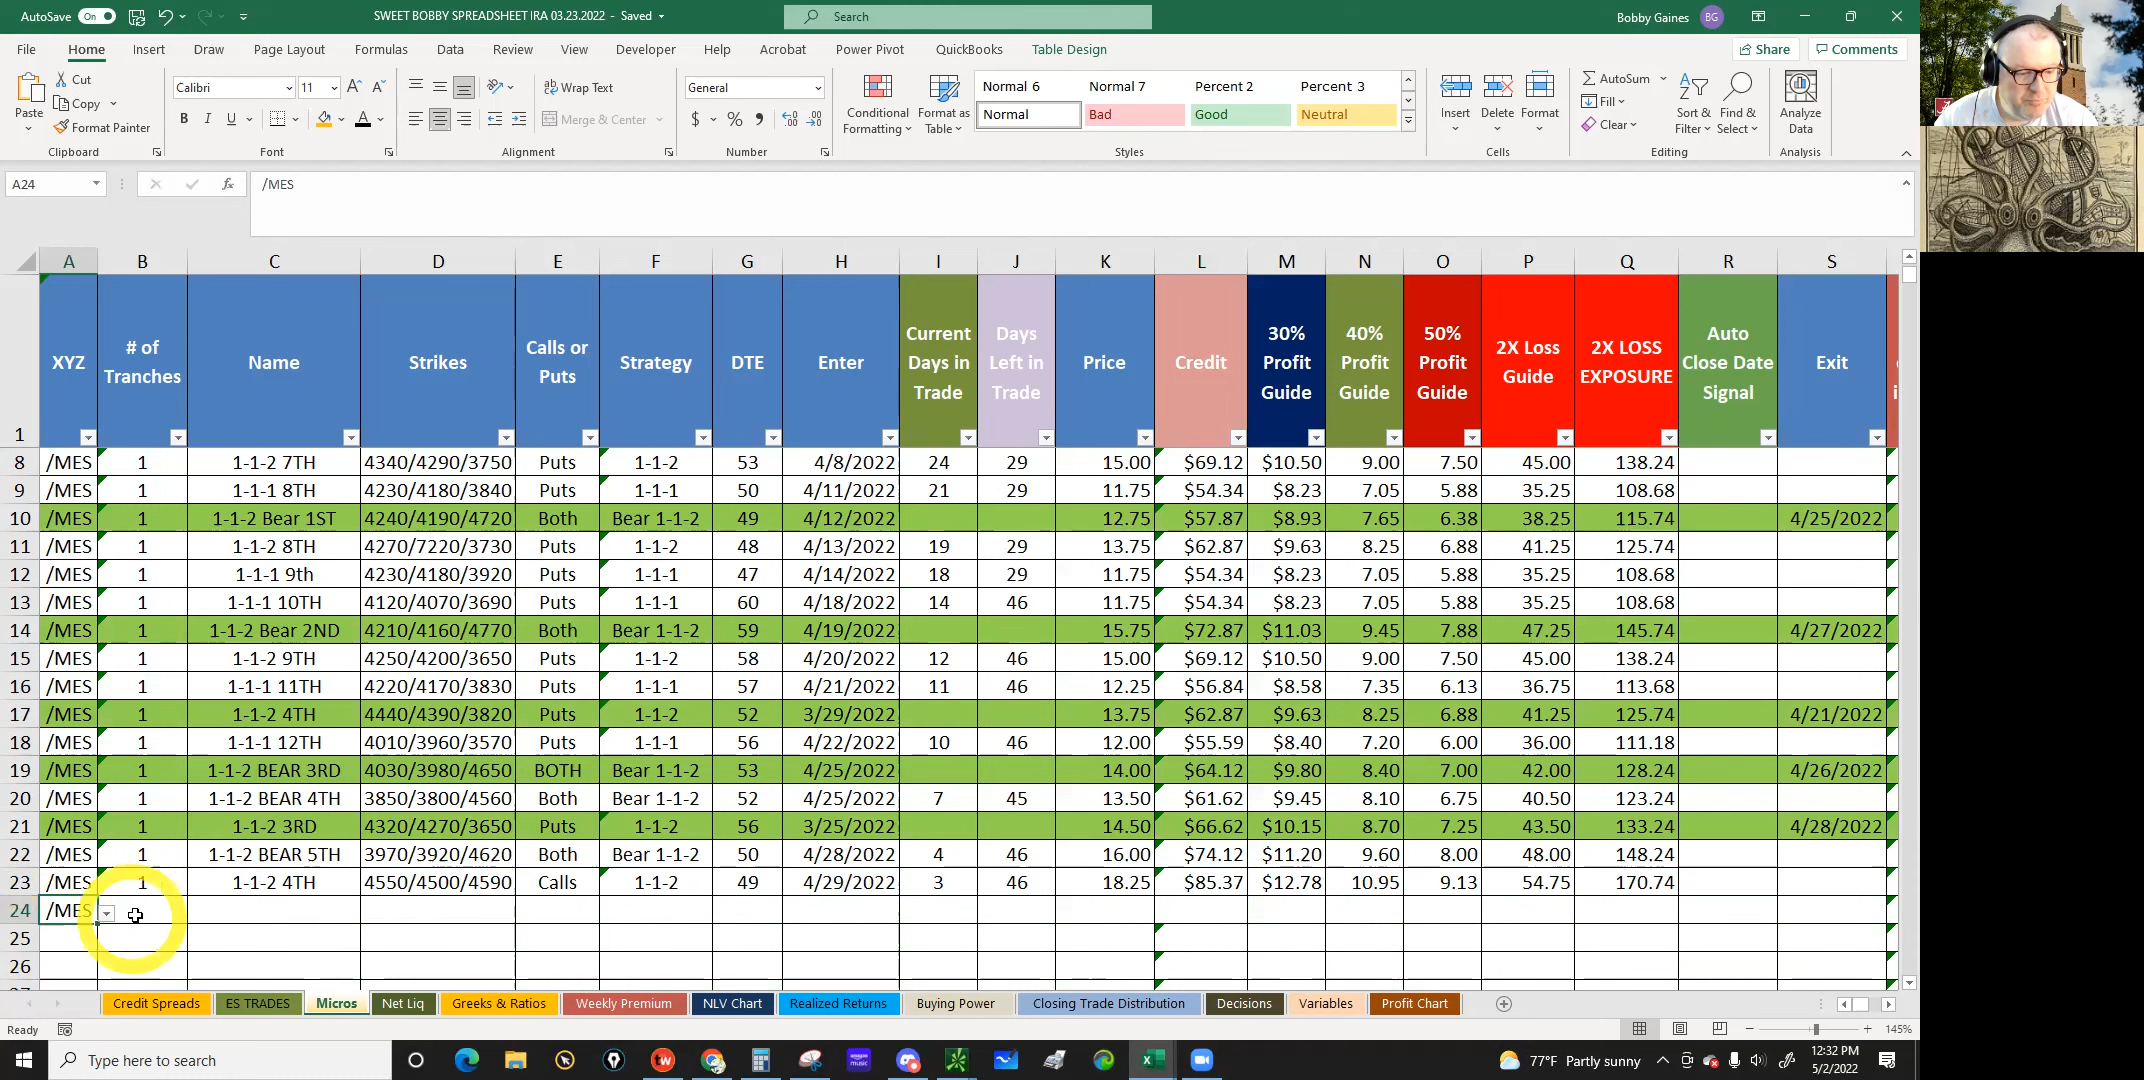 AutoSave On SWEET BOBBY SPREADSHEET IRA 03.23.2022 - Saved Search Bobby Gaines BG
File Home Insert Draw Page Layout Formulas Data Review View Developer Help Acrobat Power Pivot QuickBooks Table Design Share Comments
Paste Cut Copy Format Painter Clipboard
Calibri 11 B I U A Font
Wrap Text Merge & Center Alignment
General $ % 9 Number
Conditional Formatting Format as Table
Normal 6 Normal 7 Percent 2 Percent 3
Normal Bad Good Neutral
Styles
Insert Delete Format Cells
AutoSum Fill Clear Sort & Filter Find & Select Editing
Analyze Data Analysis
A24 fx /MES
A B C D E F G H I J K L M N O P Q R S
1 XYZ # of Tranches Name Strikes Calls or Puts Strategy DTE Enter Current Days in Trade Days Left in Trade Price Credit 30% Profit Guide 40% Profit Guide 50% Profit Guide 2X Loss Guide 2X LOSS EXPOSURE Auto Close Date Signal Exit
8 /MES 1 1-1-2 7TH 4340/4290/3750 Puts 1-1-2 53 4/8/2022 24 29 15.00 $69.12 $10.50 9.00 7.50 45.00 138.24
9 /MES 1 1-1-1 8TH 4230/4180/3840 Puts 1-1-1 50 4/11/2022 21 29 11.75 $54.34 $8.23 7.05 5.88 35.25 108.68
10 /MES 1 1-1-2 Bear 1ST 4240/4190/4720 Both Bear 1-1-2 49 4/12/2022 12.75 $57.87 $8.93 7.65 6.38 38.25 115.74 4/25/2022
11 /MES 1 1-1-2 8TH 4270/7220/3730 Puts 1-1-2 48 4/13/2022 19 29 13.75 $62.87 $9.63 8.25 6.88 41.25 125.74
12 /MES 1 1-1-1 9th 4230/4180/3920 Puts 1-1-1 47 4/14/2022 18 29 11.75 $54.34 $8.23 7.05 5.88 35.25 108.68
13 /MES 1 1-1-1 10TH 4120/4070/3690 Puts 1-1-1 60 4/18/2022 14 46 11.75 $54.34 $8.23 7.05 5.88 35.25 108.68
14 /MES 1 1-1-2 Bear 2ND 4210/4160/4770 Both Bear 1-1-2 59 4/19/2022 15.75 $72.87 $11.03 9.45 7.88 47.25 145.74 4/27/2022
15 /MES 1 1-1-2 9TH 4250/4200/3650 Puts 1-1-2 58 4/20/2022 12 46 15.00 $69.12 $10.50 9.00 7.50 45.00 138.24
16 /MES 1 1-1-1 11TH 4220/4170/3830 Puts 1-1-1 57 4/21/2022 11 46 12.25 $56.84 $8.58 7.35 6.13 36.75 113.68
17 /MES 1 1-1-2 4TH 4440/4390/3820 Puts 1-1-2 52 3/29/2022 13.75 $62.87 $9.63 8.25 6.88 41.25 125.74 4/21/2022
18 /MES 1 1-1-1 12TH 4010/3960/3570 Puts 1-1-1 56 4/22/2022 10 46 12.00 $55.59 $8.40 7.20 6.00 36.00 111.18
19 /MES 1 1-1-2 BEAR 3RD 4030/3980/4650 BOTH Bear 1-1-2 53 4/25/2022 14.00 $64.12 $9.80 8.40 7.00 42.00 128.24 4/26/2022
20 /MES 1 1-1-2 BEAR 4TH 3850/3800/4560 Both Bear 1-1-2 52 4/25/2022 7 45 13.50 $61.62 $9.45 8.10 6.75 40.50 123.24
21 /MES 1 1-1-2 3RD 4320/4270/3650 Puts 1-1-2 56 3/25/2022 14.50 $66.62 $10.15 8.70 7.25 43.50 133.24 4/28/2022
22 /MES 1 1-1-2 BEAR 5TH 3970/3920/4620 Both Bear 1-1-2 50 4/28/2022 4 46 16.00 $74.12 $11.20 9.60 8.00 48.00 148.24
23 /MES 1 1-1-2 4TH 4550/4500/4590 Calls 1-1-2 49 4/29/2022 3 46 18.25 $85.37 $12.78 10.95 9.13 54.75 170.74
24 /MES
25
26
Credit Spreads ES TRADES Micros Net Liq Greeks & Ratios Weekly Premium NLV Chart Realized Returns Buying Power Closing Trade Distribution Decisions Variables Profit Chart
Ready 145%
Type here to search 77°F Partly sunny 12:32 PM
5/2/2022